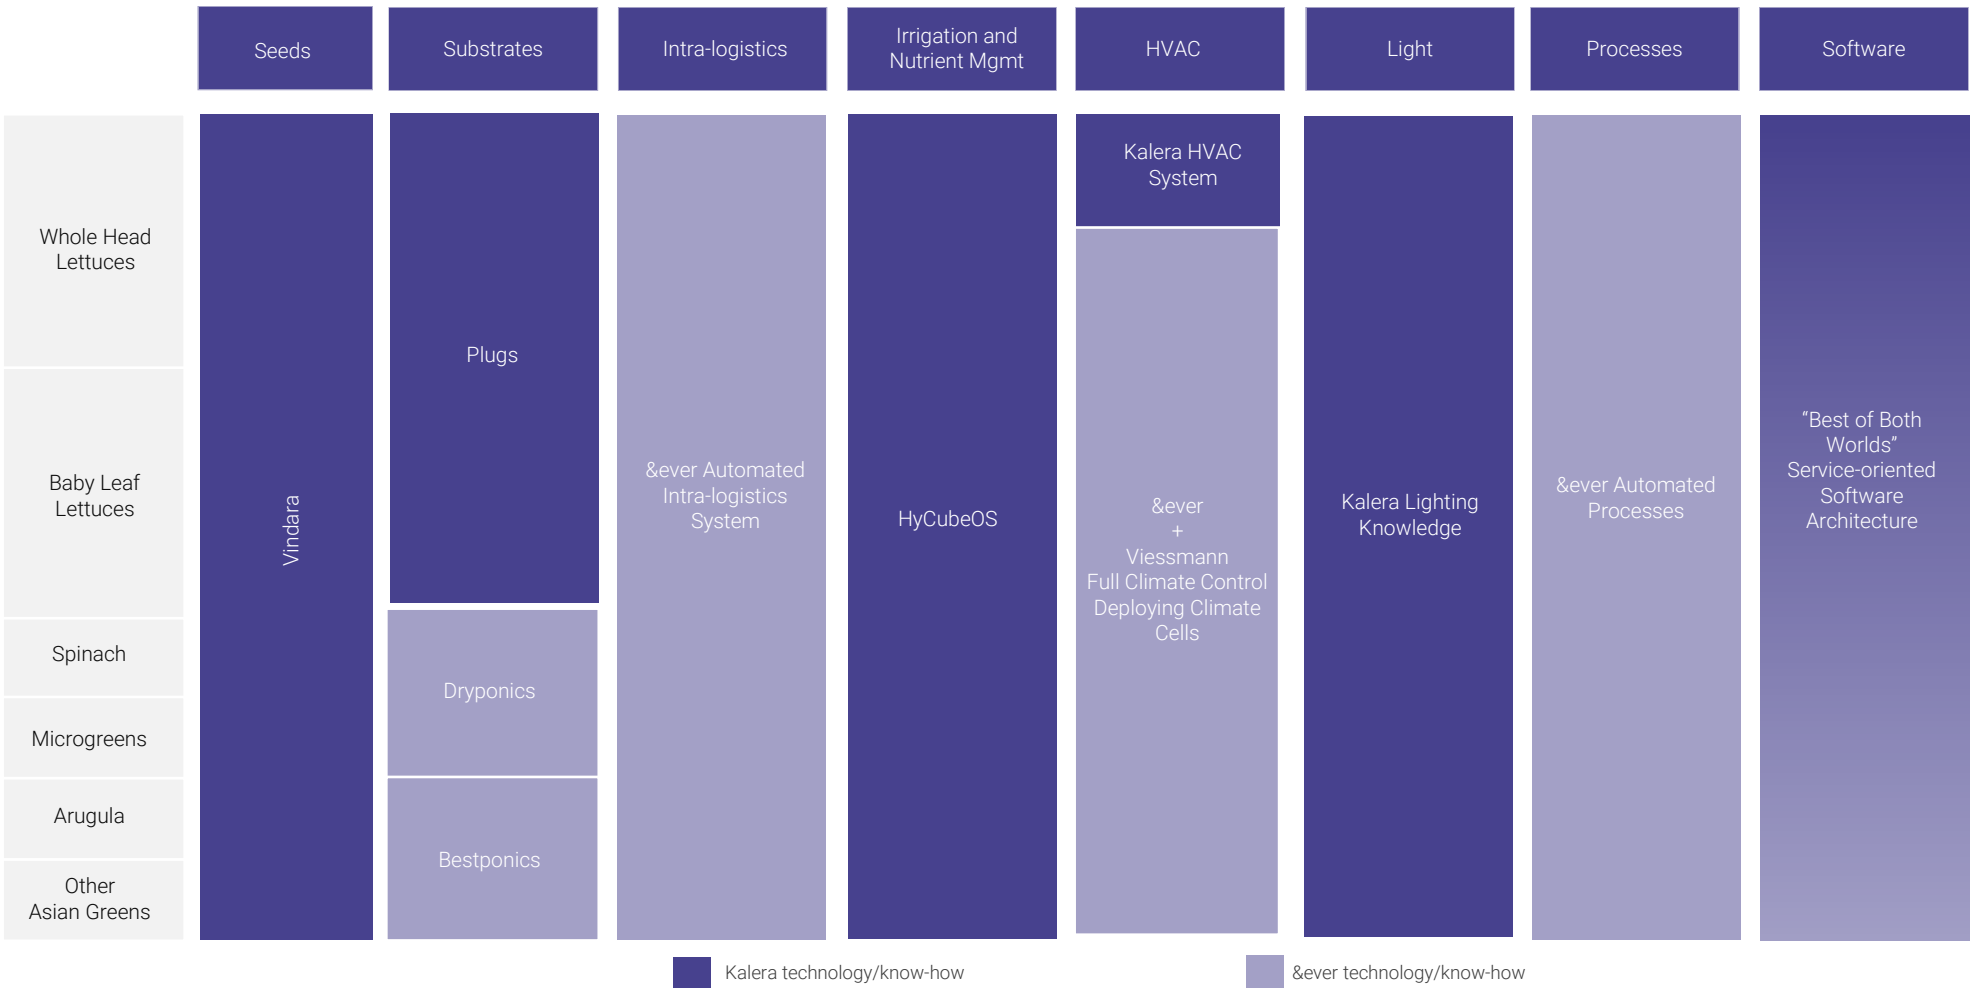 Seeds
Substrates
Intra-logistics
Irrigation and
Nutrient Mgmt
HVAC
Light
Processes
Software
Whole Head
Lettuces
Baby Leaf
Lettuces
Spinach
Microgreens
Arugula
Other
Asian Greens
Vindara
Plugs
Dryponics
Bestponics
&ever Automated
Intra-logistics
System
HyCubeOS
Kalera HVAC
System
&ever
+
Viessmann
Full Climate Control
Deploying Climate
Cells
Kalera Lighting
Knowledge
&ever Automated
Processes
“Best of Both
Worlds”
Service-oriented
Software
Architecture
Kalera technology/know-how
&ever technology/know-how